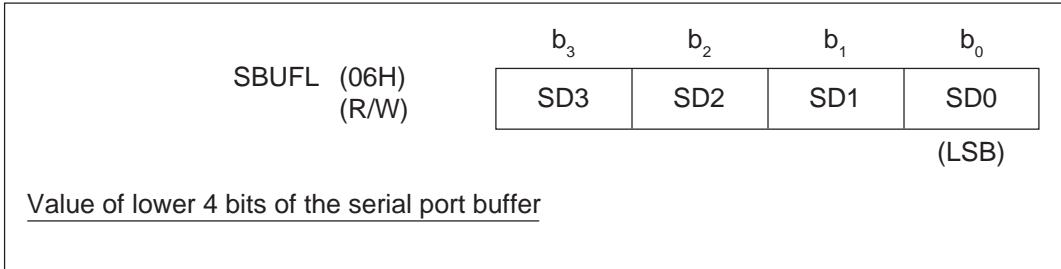 b₃ b₂ b₁ b₀
SBUFL (06H) SD3 SD2 SD1 SD0
(R/W)
(LSB)
Value of lower 4 bits of the serial port buffer